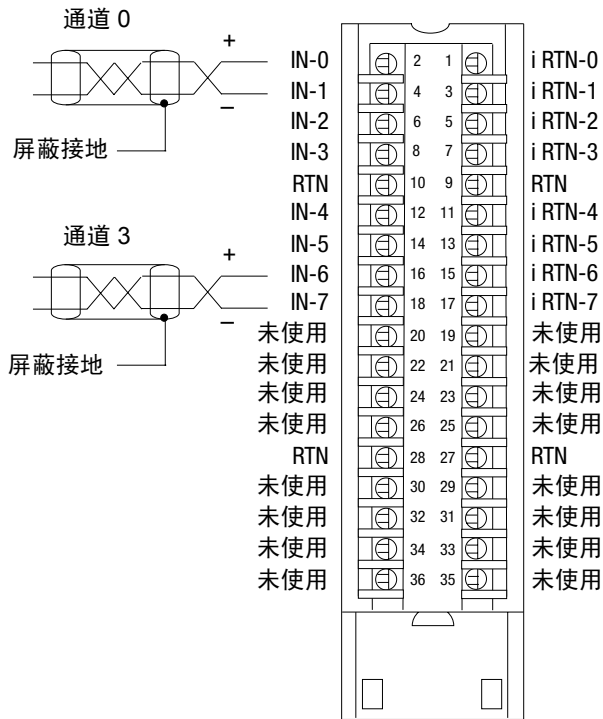 通道 0
+
−
屏蔽接地
通道 3
+
−
屏蔽接地
IN-0 2 1 i RTN-0
IN-1 4 3 i RTN-1
IN-2 6 5 i RTN-2
IN-3 8 7 i RTN-3
RTN 10 9 RTN
IN-4 12 11 i RTN-4
IN-5 14 13 i RTN-5
IN-6 16 15 i RTN-6
IN-7 18 17 i RTN-7
未使用 20 19 未使用
未使用 22 21 未使用
未使用 24 23 未使用
未使用 26 25 未使用
RTN 28 27 RTN
未使用 30 29 未使用
未使用 32 31 未使用
未使用 34 33 未使用
未使用 36 35 未使用